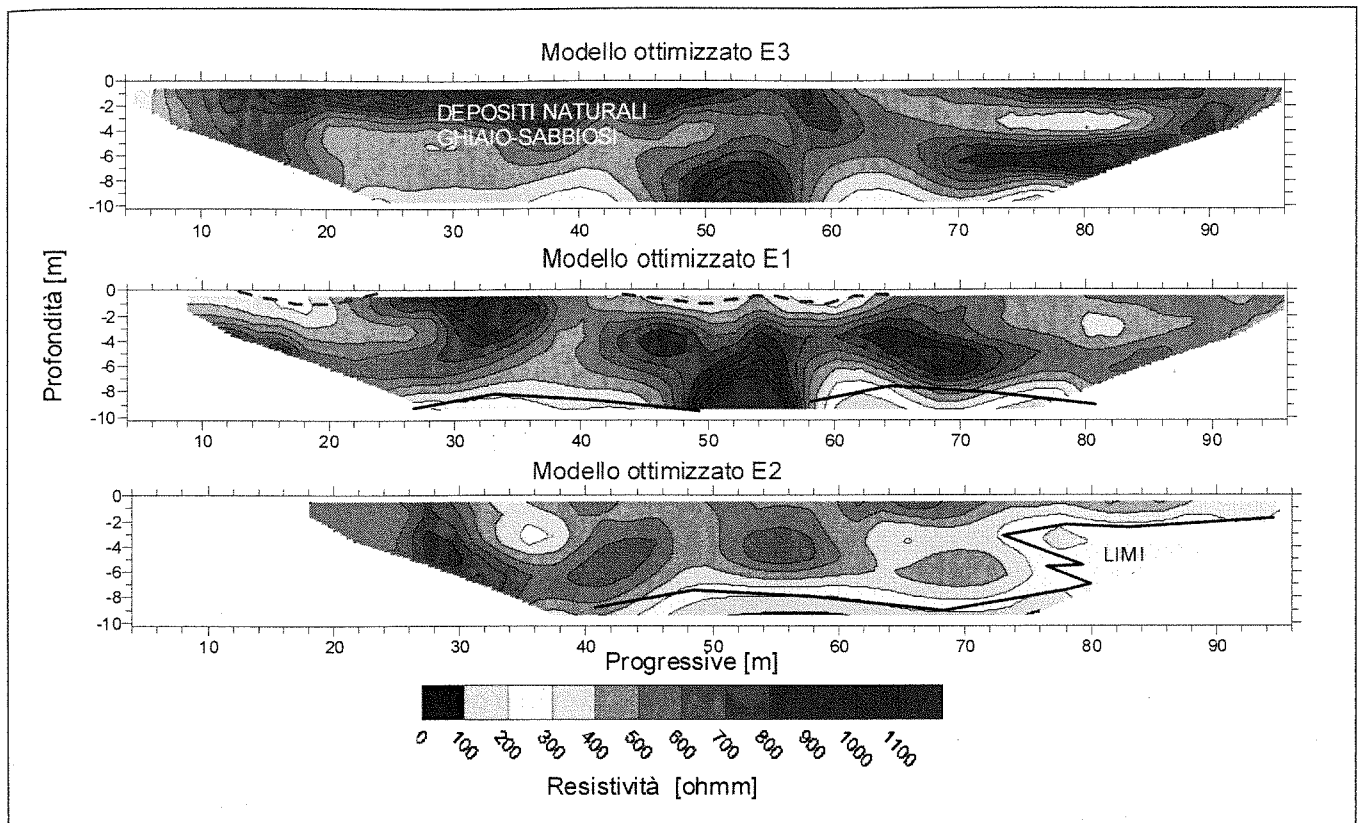 Modello ottimizzato E3
0
-2
-4
-6
-8
-10
DEPOSITI NATURALI
GHIAIO-SABBIOSI
10 20 30 40 50 60 70 80 90
Modello ottimizzato E1
Profondità [m]
0
-2
-4
-6
-8
-10
10 20 30 40 50 60 70 80 90
Modello ottimizzato E2
0
-2
-4
-6
-8
-10
LIMI
10 20 30 40 50 60 70 80 90
Progressive [m]
0 100 200 300 400 500 600 700 800 900 1000 1100
Resistività [ohmm]